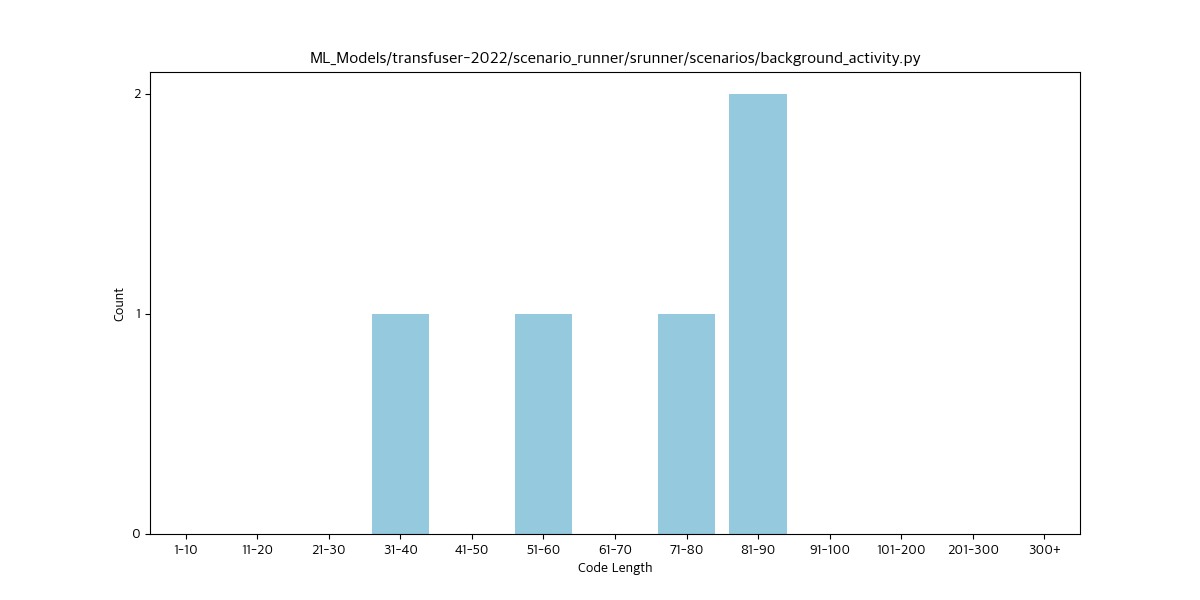 ML_Models/transfuser-2022/scenario_runner/srunner/scenarios/background_activity.py
2
1
0
Count
1-10 11-20 21-30 31-40 41-50 51-60 61-70 71-80 81-90 91-100 101-200 201-300 300+
Code Length